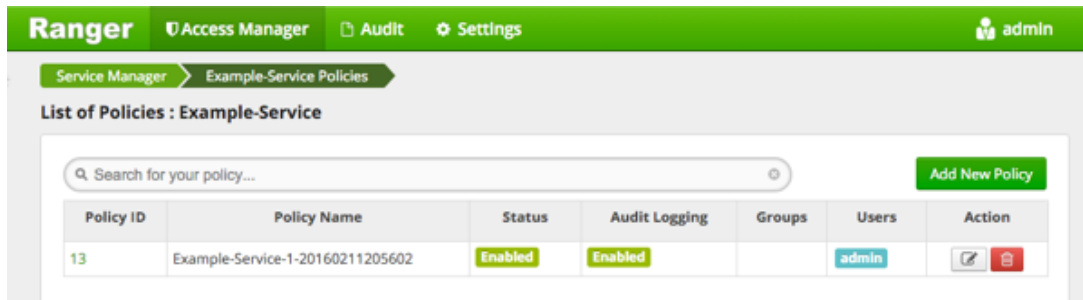 Ranger Access Manager Audit Settings admin
Service Manager Example-Service Policies
List of Policies : Example-Service
Search for your policy... Add New Policy
Policy ID Policy Name Status Audit Logging Groups Users Action
13 Example-Service-1-20160211205602 Enabled Enabled admin